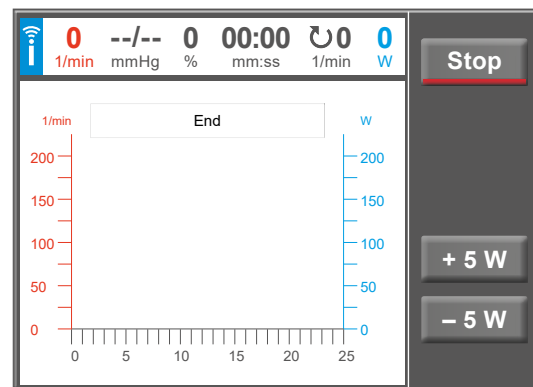 0 --/-- 0 00:00 0 0
1/min mmHg % mm:ss 1/min W
Stop
1/min End W
200 200
150 150
100 100
+ 5 W
50 50
– 5 W
0 0
0 5 10 15 20 25